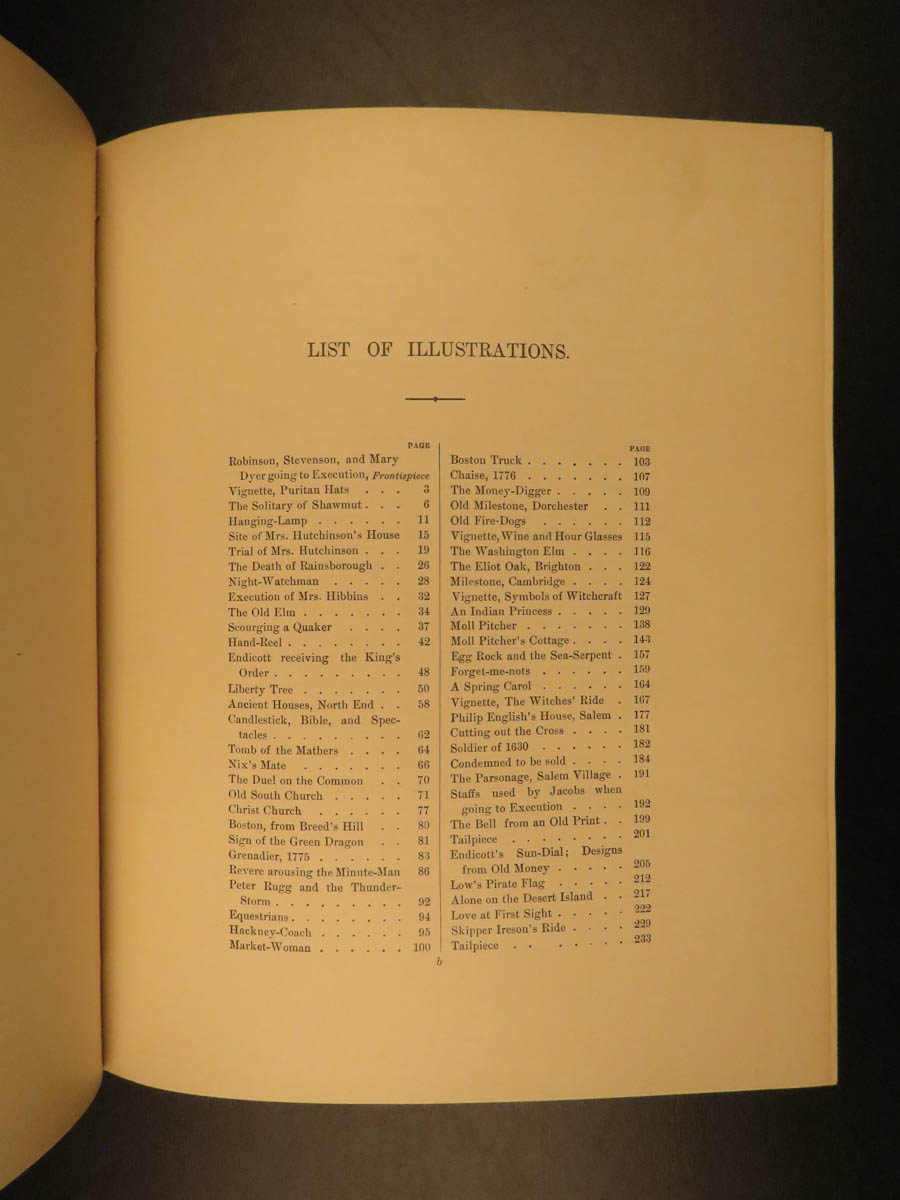 LIST OF ILLUSTRATIONS.
PAGE
Robinson, Stevenson, and Mary
Dyer going to Execution, Frontispiece
Vignette, Puritan Hats . . . 3
The Solitary of Shawmut . . . 6
Hanging-Lamp . . . . . . 11
Site of Mrs. Hutchinson's House 15
Trial of Mrs. Hutchinson . . . 19
The Death of Rainsborough . . 26
Night-Watchman . . . . . 28
Execution of Mrs. Hibbins . . 32
The Old Elm . . . . . . . 34
Scourging a Quaker . . . . 37
Hand-Reel . . . . . . . . 42
Endicott receiving the King's
Order . . . . . . . . . 48
Liberty Tree . . . . . . . 50
Ancient Houses, North End . . 58
Candlestick, Bible, and Spec-
tacles . . . . . . . . . 62
Tomb of the Mathers . . . . 64
Nix's Mate . . . . . . . 66
The Duel on the Common . . 70
Old South Church . . . . . 71
Christ Church . . . . . . 77
Boston, from Breed's Hill . . 80
Sign of the Green Dragon . . 81
Grenadier, 1775 . . . . . . 83
Revere arousing the Minute-Man 86
Peter Rugg and the Thunder-
Storm . . . . . . . . . 92
Equestrians . . . . . . . . 94
Hackney-Coach . . . . . . 95
Market-Woman . . . . . . 100
PAGE
Boston Truck . . . . . . . 103
Chaise, 1776 . . . . . . . 107
The Money-Digger . . . . . 109
Old Milestone, Dorchester . . 111
Old Fire-Dogs . . . . . . 112
Vignette, Wine and Hour Glasses 115
The Washington Elm . . . . 116
The Eliot Oak, Brighton . . . 122
Milestone, Cambridge . . . . 124
Vignette, Symbols of Witchcraft 127
An Indian Princess . . . . . 129
Moll Pitcher . . . . . . . 138
Moll Pitcher's Cottage . . . . 143
Egg Rock and the Sea-Serpent . 157
Forget-me-nots . . . . . . 159
A Spring Carol . . . . . . 164
Vignette, The Witches' Ride . 167
Philip English's House, Salem . 177
Cutting out the Cross . . . . 181
Soldier of 1630 . . . . . . 182
Condemned to be sold . . . . 184
The Parsonage, Salem Village . 191
Staffs used by Jacobs when
going to Execution . . . . 192
The Bell from an Old Print . . 199
Tailpiece . . . . . . . . 201
Endicott's Sun-Dial; Designs
from Old Money . . . . . 205
Low's Pirate Flag . . . . . 212
Alone on the Desert Island . . 217
Love at First Sight . . . . . 222
Skipper Ireson's Ride . . . . 229
Tailpiece . . . . . . . 233
b